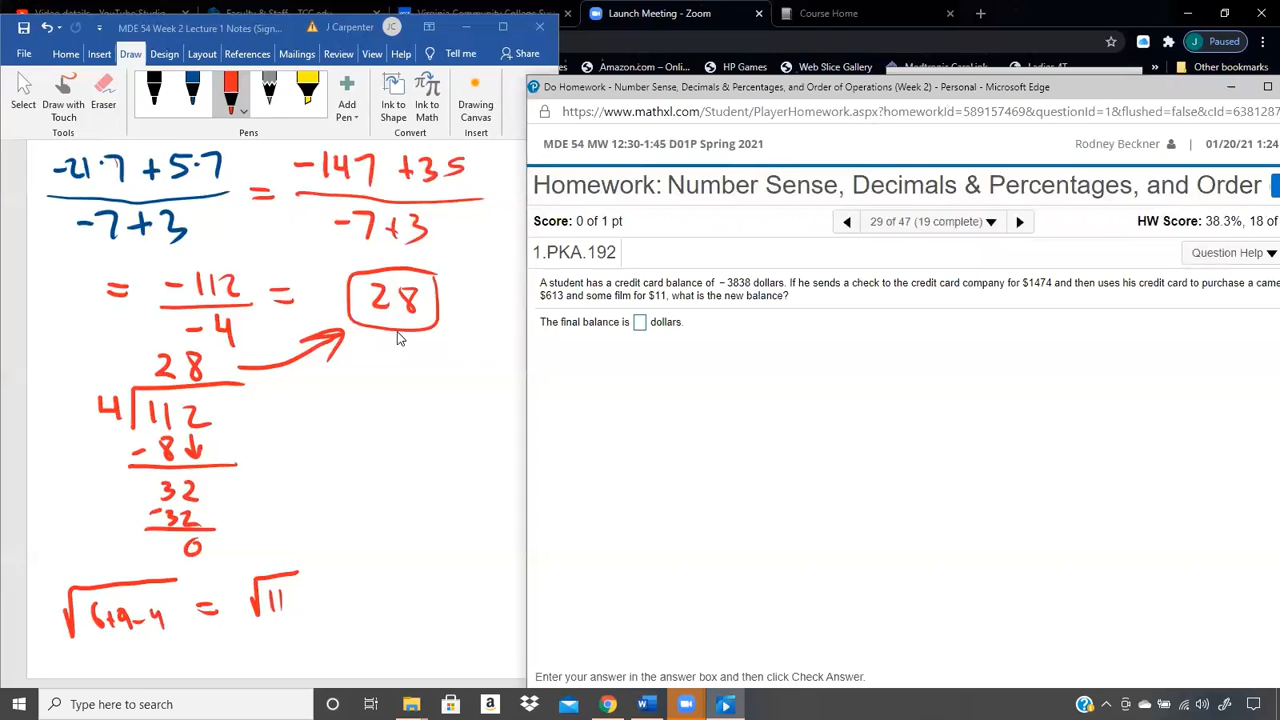 Launch Meeting - Zoom
Course Home
MDE 54 Week 2 Lecture 1 Notes (Sign...
J Carpenter
JC
File Home Insert Draw Design Layout References Mailings Review View Help Tell me Share
Select
Draw with Touch
Eraser
Add Pen
Ink to Shape
Ink to Math
Drawing Canvas
Tools
Pens
Convert
Insert
J Paused
Amazon.com – Onli...
HP Games
Web Slice Gallery
Other bookmarks
Do Homework - Number Sense, Decimals & Percentages, and Order of Operations (Week 2) - Personal - Microsoft Edge
https://www.mathxl.com/Student/PlayerHomework.aspx?homeworkId=589157469&questionId=1&flushed=false&cId=6381287
MDE 54 MW 12:30-1:45 D01P Spring 2021
Rodney Beckner
01/20/21 1:24
Homework: Number Sense, Decimals & Percentages, and Order
Score: 0 of 1 pt
29 of 47 (19 complete)
HW Score: 38.3%, 18 of
1.PKA.192
Question Help
A student has a credit card balance of − 3838 dollars. If he sends a check to the credit card company for $1474 and then uses his credit card to purchase a came
$613 and some film for $11, what is the new balance?
The final balance is dollars.
Enter your answer in the answer box and then click Check Answer.
-21·7 + 5·7 = -147 + 35
-7+3 -7+3
= -112 = 28
-4
28
4 112
-8↓
32
-32
0
√6+9-4 = √11
Type here to search